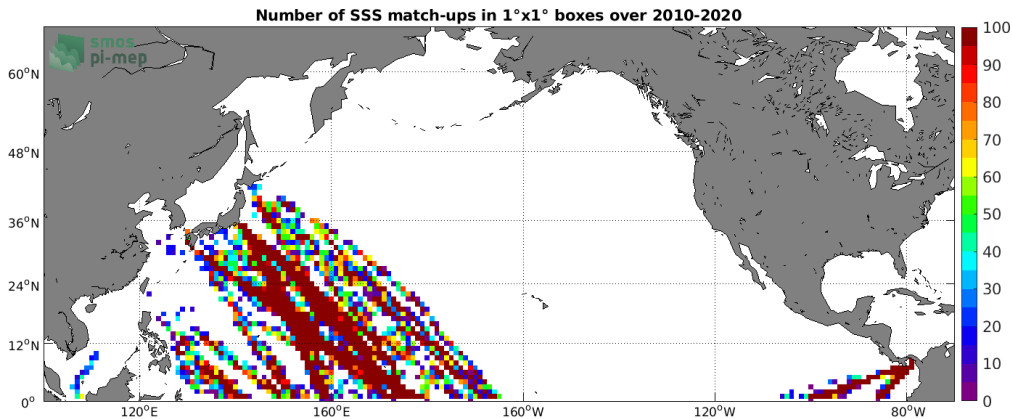 Number of SSS match-ups in 1°x1° boxes over 2010-2020
smos
pi-mep
60°N
48°N
36°N
24°N
12°N
0°
120°E
160°E
160°W
120°W
80°W
100
90
80
70
60
50
40
30
20
10
0